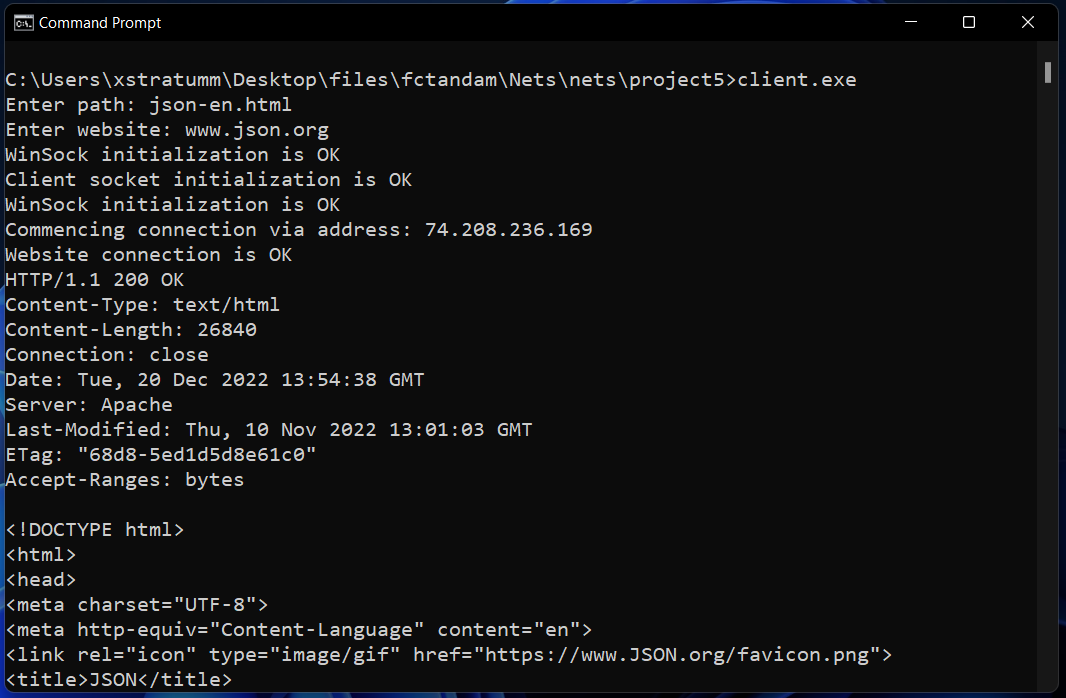 Command Prompt
C:\Users\xstratumm\Desktop\files\fctandam\Nets\nets\project5>client.exe
Enter path: json-en.html
Enter website: www.json.org
WinSock initialization is OK
Client socket initialization is OK
WinSock initialization is OK
Commencing connection via address: 74.208.236.169
Website connection is OK
HTTP/1.1 200 OK
Content-Type: text/html
Content-Length: 26840
Connection: close
Date: Tue, 20 Dec 2022 13:54:38 GMT
Server: Apache
Last-Modified: Thu, 10 Nov 2022 13:01:03 GMT
ETag: "68d8-5ed1d5d8e61c0"
Accept-Ranges: bytes
<!DOCTYPE html>
<html>
<head>
<meta charset="UTF-8">
<meta http-equiv="Content-Language" content="en">
<link rel="icon" type="image/gif" href="https://www.JSON.org/favicon.png">
<title>JSON</title>